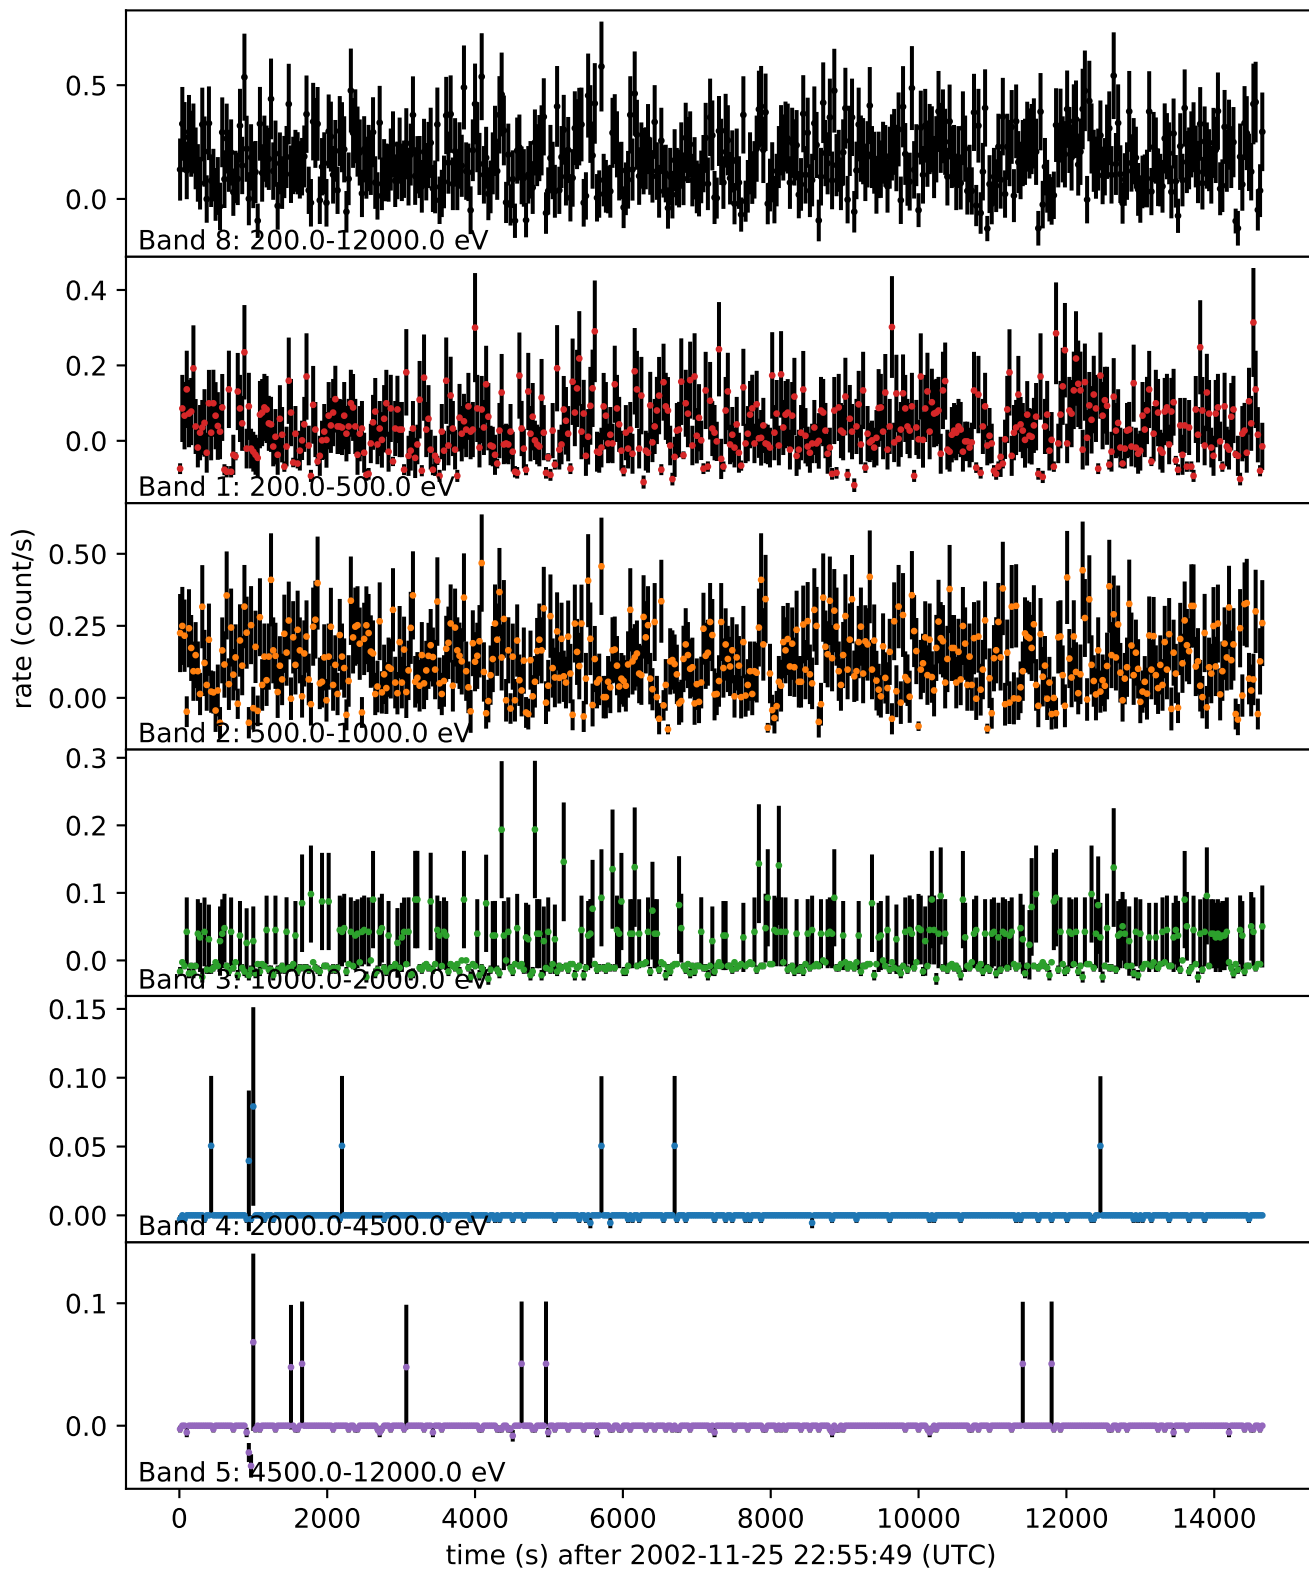 0.5
0.0
Band 8: 200.0-12000.0 eV
0.4
0.2
0.0
Band 1: 200.0-500.0 eV
rate (count/s)
0.50
0.25
0.00
Band 2: 500.0-1000.0 eV
0.3
0.2
0.1
0.0
Band 3: 1000.0-2000.0 eV
0.15
0.10
0.05
0.00
Band 4: 2000.0-4500.0 eV
0.1
0.0
Band 5: 4500.0-12000.0 eV
0 2000 4000 6000 8000 10000 12000 14000
time (s) after 2002-11-25 22:55:49 (UTC)